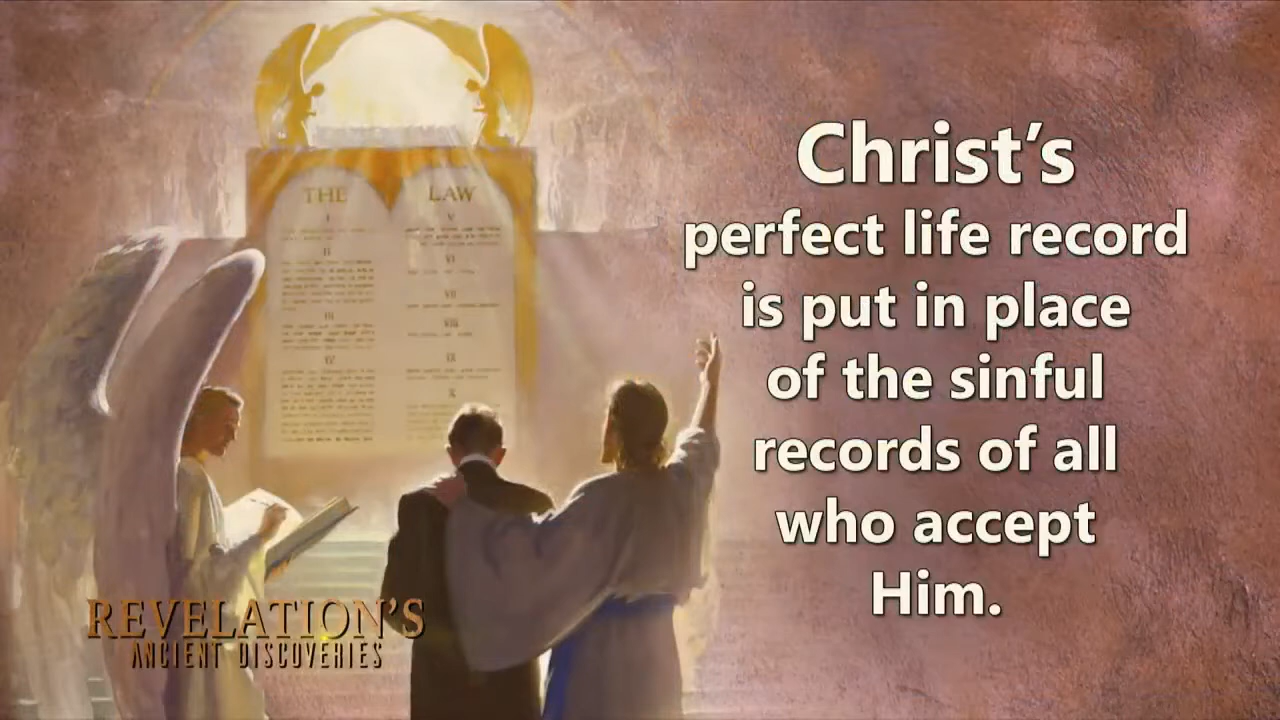 THE LAW
I
II
III
IV
V
VI
VII
VIII
IX
X
Christ's
perfect life record
is put in place
of the sinful
records of all
who accept
Him.
REVELATION'S
ANCIENT DISCOVERIES